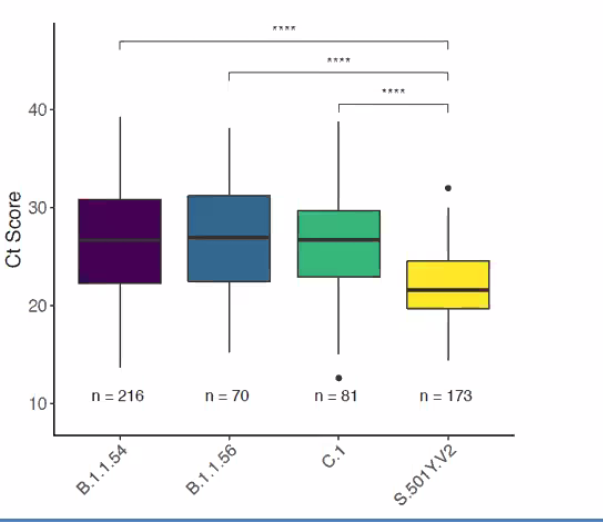 ****
****
****
Ct Score
40
30
20
10
n = 216
n = 70
n = 81
n = 173
B.1.1.54
B.1.1.56
C.1
S.501Y.V2